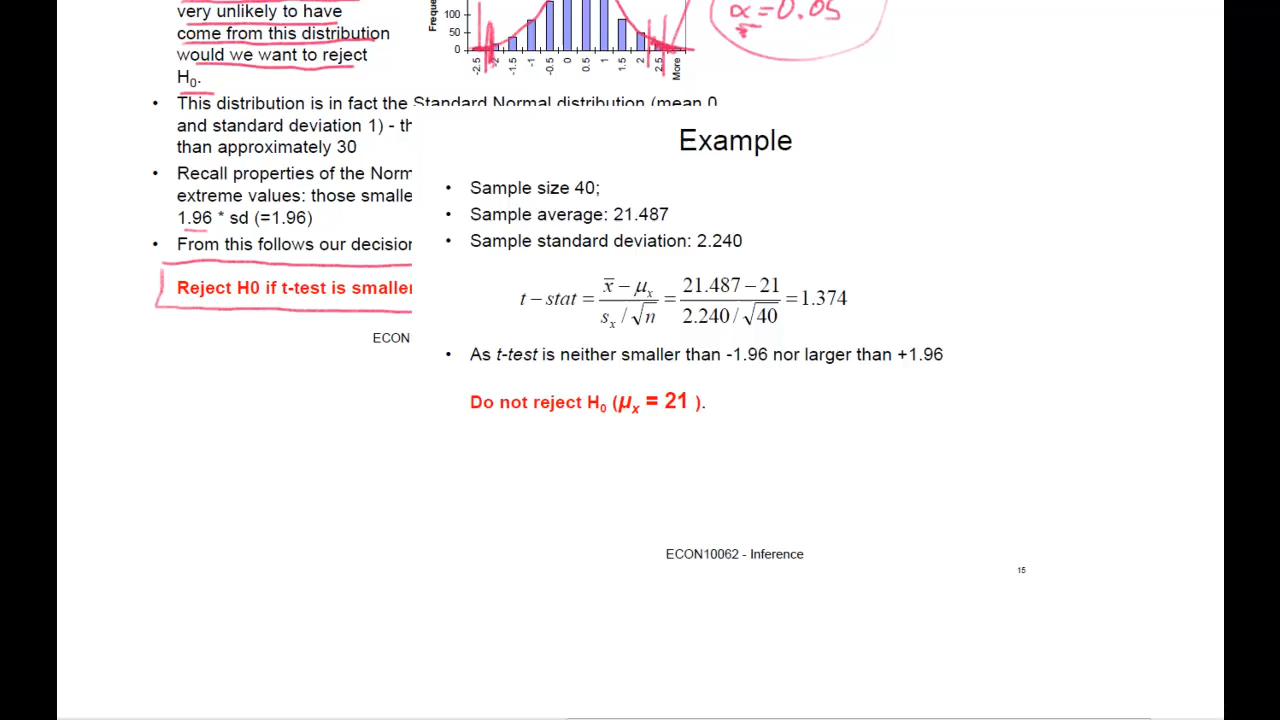 very unlikely to have
come from this distribution
would we want to reject
H0.
100
50
0
-2.5 -2 -1.5 -1 -0.5 0 0.5 1 1.5 2 2.5 More
α = 0.05
• This distribution is in fact the Standard Normal distribution (mean 0
and standard deviation 1) - th
than approximately 30
• Recall properties of the Norm
extreme values: those smalle
1.96 * sd (=1.96)
• From this follows our decision
Reject H0 if t-test is smaller
ECON
Example
• Sample size 40;
• Sample average: 21.487
• Sample standard deviation: 2.240
t − stat = (x̄ − μx) / (sx / √n) = (21.487 − 21) / (2.240 / √40) = 1.374
• As t-test is neither smaller than -1.96 nor larger than +1.96
Do not reject H0 (μx = 21 ).
ECON10062 - Inference
15